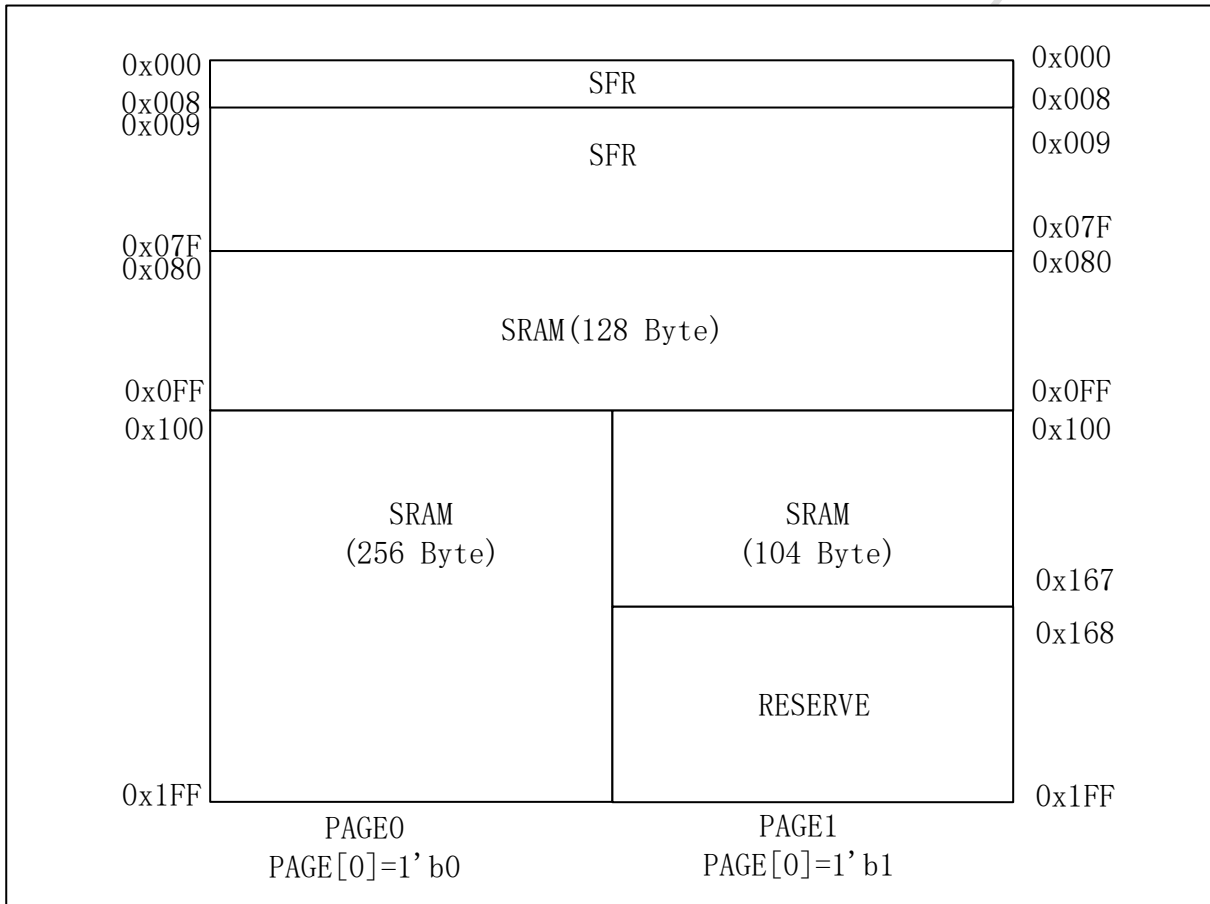 0x000
SFR
0x000
0x008
0x008
0x009
SFR
0x009
0x07F
0x07F
0x080
0x080
SRAM(128 Byte)
0x0FF
0x0FF
0x100
0x100
SRAM
(256 Byte)
SRAM
(104 Byte)
0x167
0x168
RESERVE
0x1FF
0x1FF
PAGE0
PAGE[0]=1'b0
PAGE1
PAGE[0]=1'b1